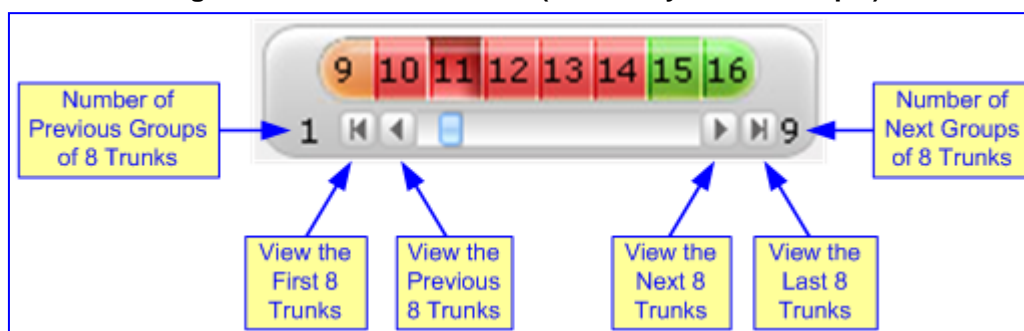 9 10 11 12 13 14 15 16
Number of
Previous Groups
of 8 Trunks
1
9
Number of
Next Groups
of 8 Trunks
View the
First 8
Trunks
View the
Previous
8 Trunks
View the
Next 8
Trunks
View the
Last 8
Trunks